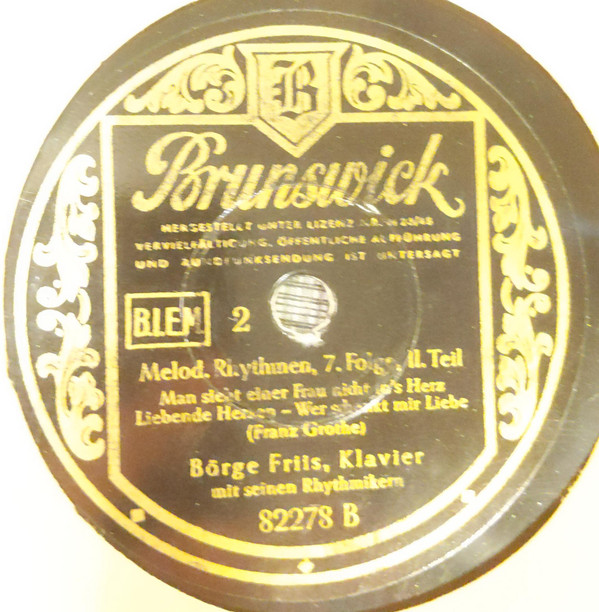 B
Brunswick
HERGESTELLT UNTER LIZENZ
VERVIELFÄLTIGUNG, ÖFFENTLICHE AUFFÜHRUNG
UND RUNDFUNKSENDUNG IST UNTERSAGT
B.I.E.M 2
Melod. Rhythmen, 7. Folge, II. Teil
Man sieht einer Frau nicht in's Herz
Liebende Herzen – Wer schenkt mir Liebe
(Franz Grothe)
Börge Friis, Klavier
mit seinen Rhythmikern
82278 B